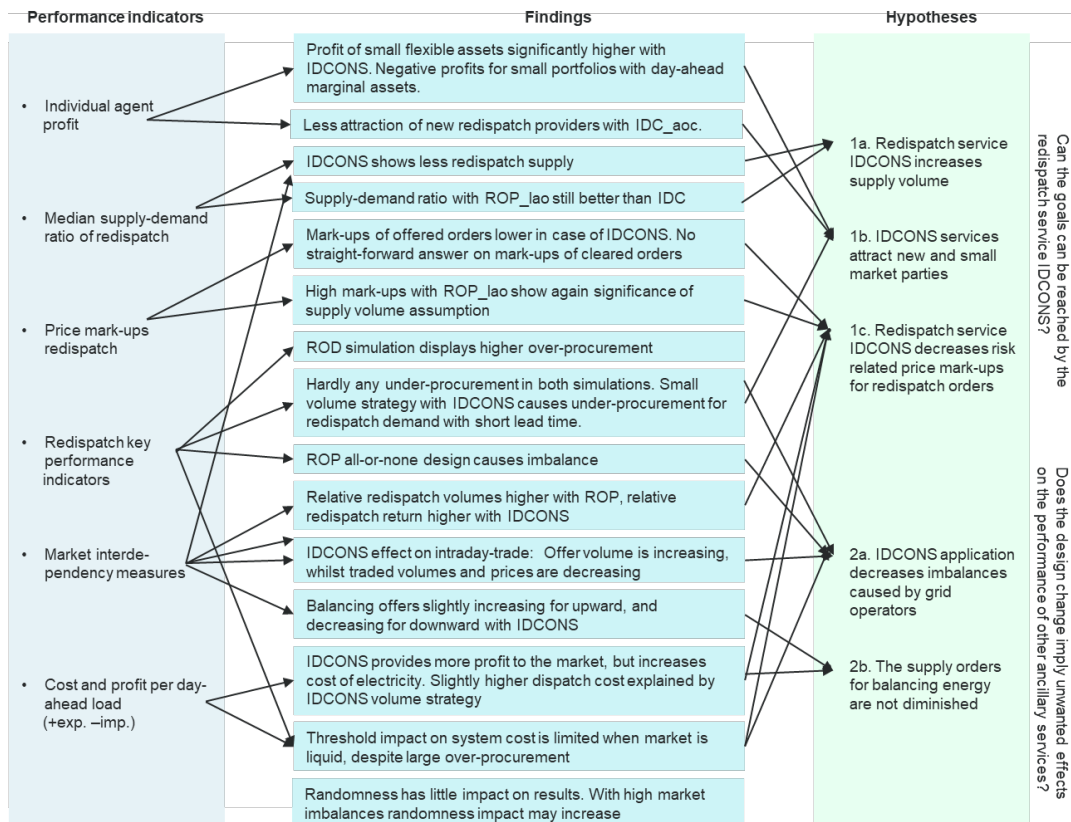 Performance indicators
Findings
Hypotheses
• Individual agent
profit
• Median supply-demand
ratio of redispatch
• Price mark-ups
redispatch
• Redispatch key
performance
indicators
• Market interde-
pendency measures
• Cost and profit per day-
ahead load
(+exp. –imp.)
Profit of small flexible assets significantly higher with
IDCONS. Negative profits for small portfolios with day-ahead
marginal assets.
Less attraction of new redispatch providers with IDC_aoc.
IDCONS shows less redispatch supply
Supply-demand ratio with ROP_lao still better than IDC
Mark-ups of offered orders lower in case of IDCONS. No
straight-forward answer on mark-ups of cleared orders
High mark-ups with ROP_lao show again significance of
supply volume assumption
ROD simulation displays higher over-procurement
Hardly any under-procurement in both simulations. Small
volume strategy with IDCONS causes under-procurement for
redispatch demand with short lead time.
ROP all-or-none design causes imbalance
Relative redispatch volumes higher with ROP, relative
redispatch return higher with IDCONS
IDCONS effect on intraday-trade: Offer volume is increasing,
whilst traded volumes and prices are decreasing
Balancing offers slightly increasing for upward, and
decreasing for downward with IDCONS
IDCONS provides more profit to the market, but increases
cost of electricity. Slightly higher dispatch cost explained by
IDCONS volume strategy
Threshold impact on system cost is limited when market is
liquid, despite large over-procurement
Randomness has little impact on results. With high market
imbalances randomness impact may increase
1a. Redispatch service
IDCONS increases
supply volume
1b. IDCONS services
attract new and small
market parties
1c. Redispatch service
IDCONS decreases risk
related price mark-ups
for redispatch orders
2a. IDCONS application
decreases imbalances
caused by grid
operators
2b. The supply orders
for balancing energy
are not diminished
Can the goals can be reached by the
redispatch service IDCONS?
Does the design change imply unwanted effects
on the performance of other ancillary services?